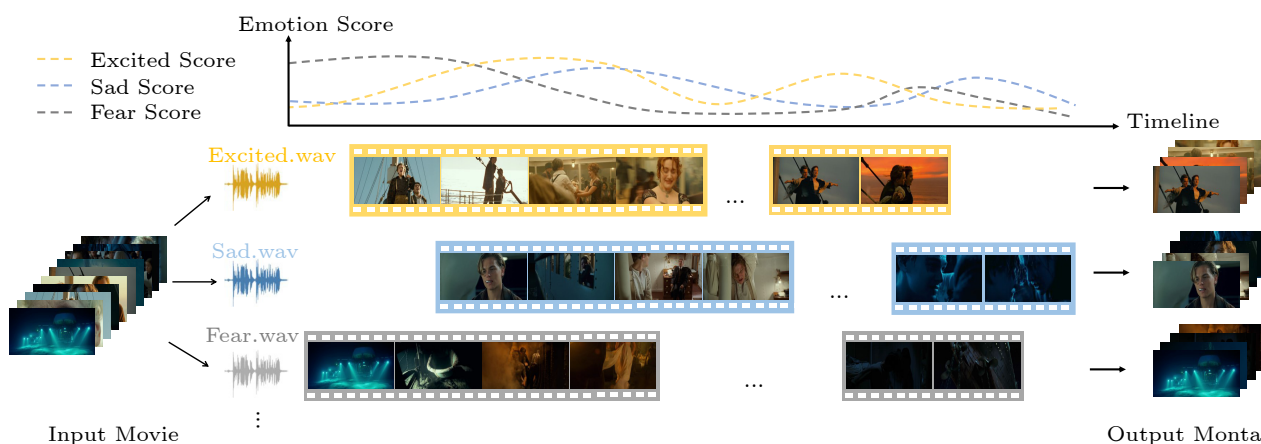 Emotion Score
Excited Score
Sad Score
Fear Score
Timeline
Excited.wav
...
Sad.wav
...
Fear.wav
...
⋮
Input Movie
Output Monta